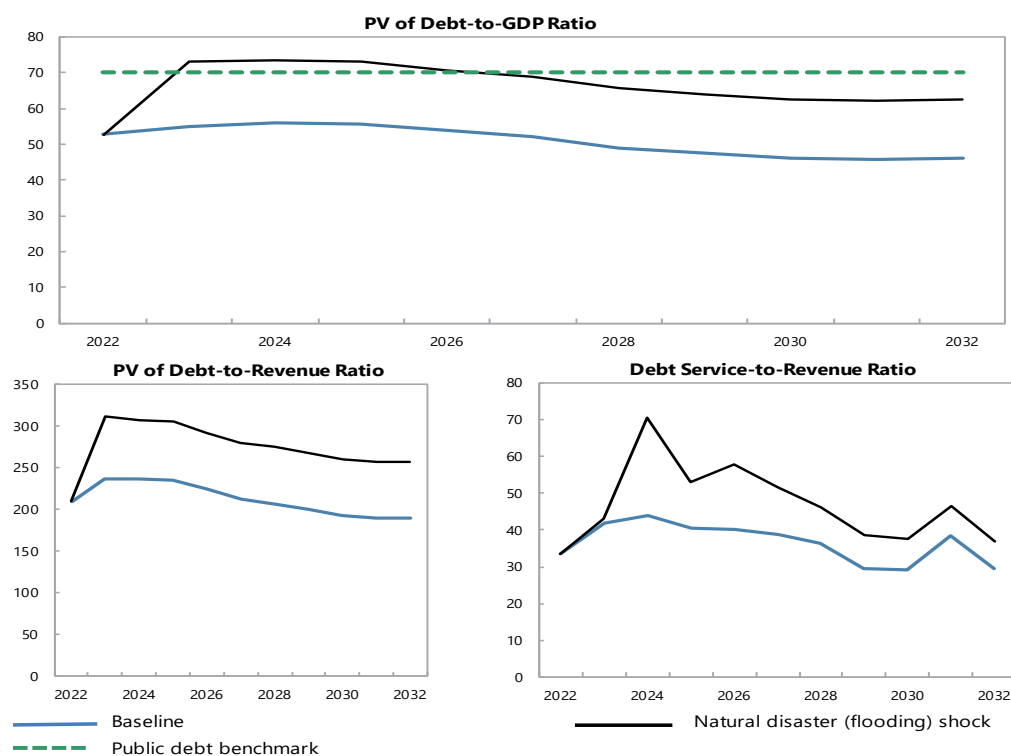 PV of Debt-to-GDP Ratio
80
70
60
50
40
30
20
10
0
2022 2024 2026 2028 2030 2032
PV of Debt-to-Revenue Ratio
350
300
250
200
150
100
50
0
2022 2024 2026 2028 2030 2032
Debt Service-to-Revenue Ratio
80
70
60
50
40
30
20
10
0
2022 2024 2026 2028 2030 2032
Baseline
Natural disaster (flooding) shock
Public debt benchmark